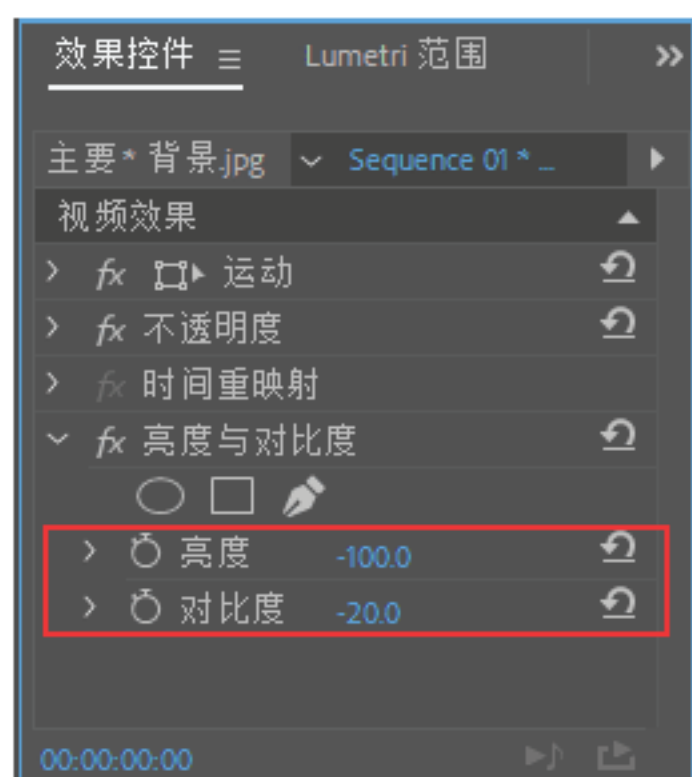 效果控件 Lumetri 范围
主要* 背景.jpg Sequence 01 * _
视频效果
fx 运动
fx 不透明度
fx 时间重映射
fx 亮度与对比度
亮度 -100.0
对比度 -20.0
00:00:00:00